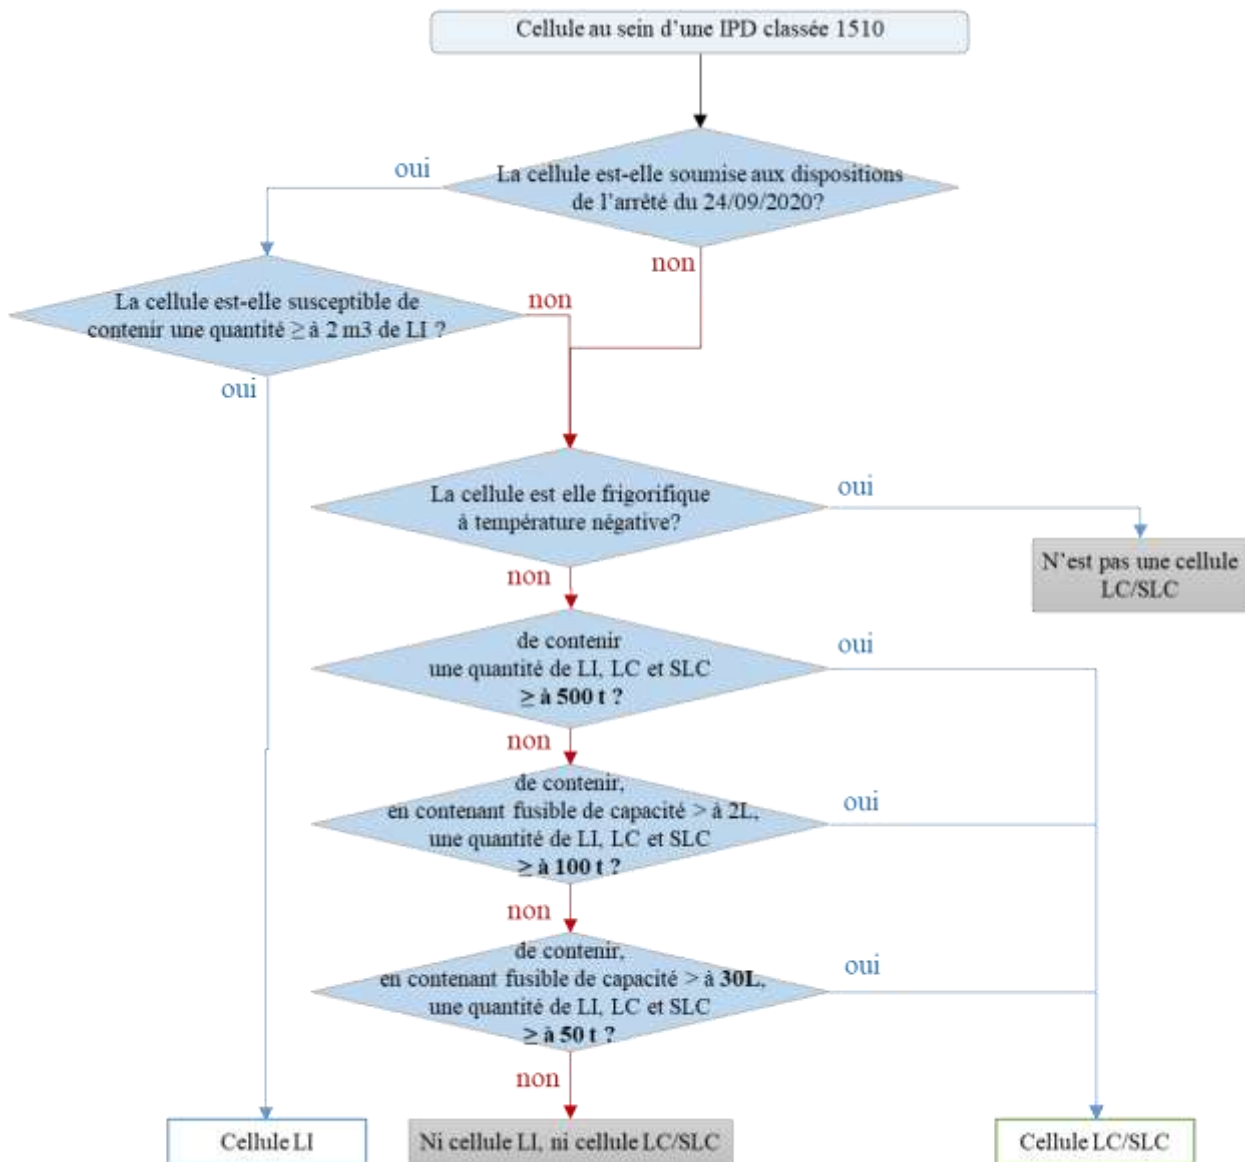 Cellule au sein d'une IPD classée 1510
La cellule est-elle soumise aux dispositions
de l'arrêté du 24/09/2020?
oui
non
La cellule est-elle susceptible de
contenir une quantité ≥ à 2 m3 de LI ?
non
oui
La cellule est elle frigorifique
à température négative?
oui
N'est pas une cellule
LC/SLC
non
de contenir
une quantité de LI, LC et SLC
≥ à 500 t ?
oui
non
de contenir,
en contenant fusible de capacité > à 2L,
une quantité de LI, LC et SLC
≥ à 100 t ?
oui
non
de contenir,
en contenant fusible de capacité > à 30L,
une quantité de LI, LC et SLC
≥ à 50 t ?
oui
non
Cellule LI
Ni cellule LI, ni cellule LC/SLC
Cellule LC/SLC